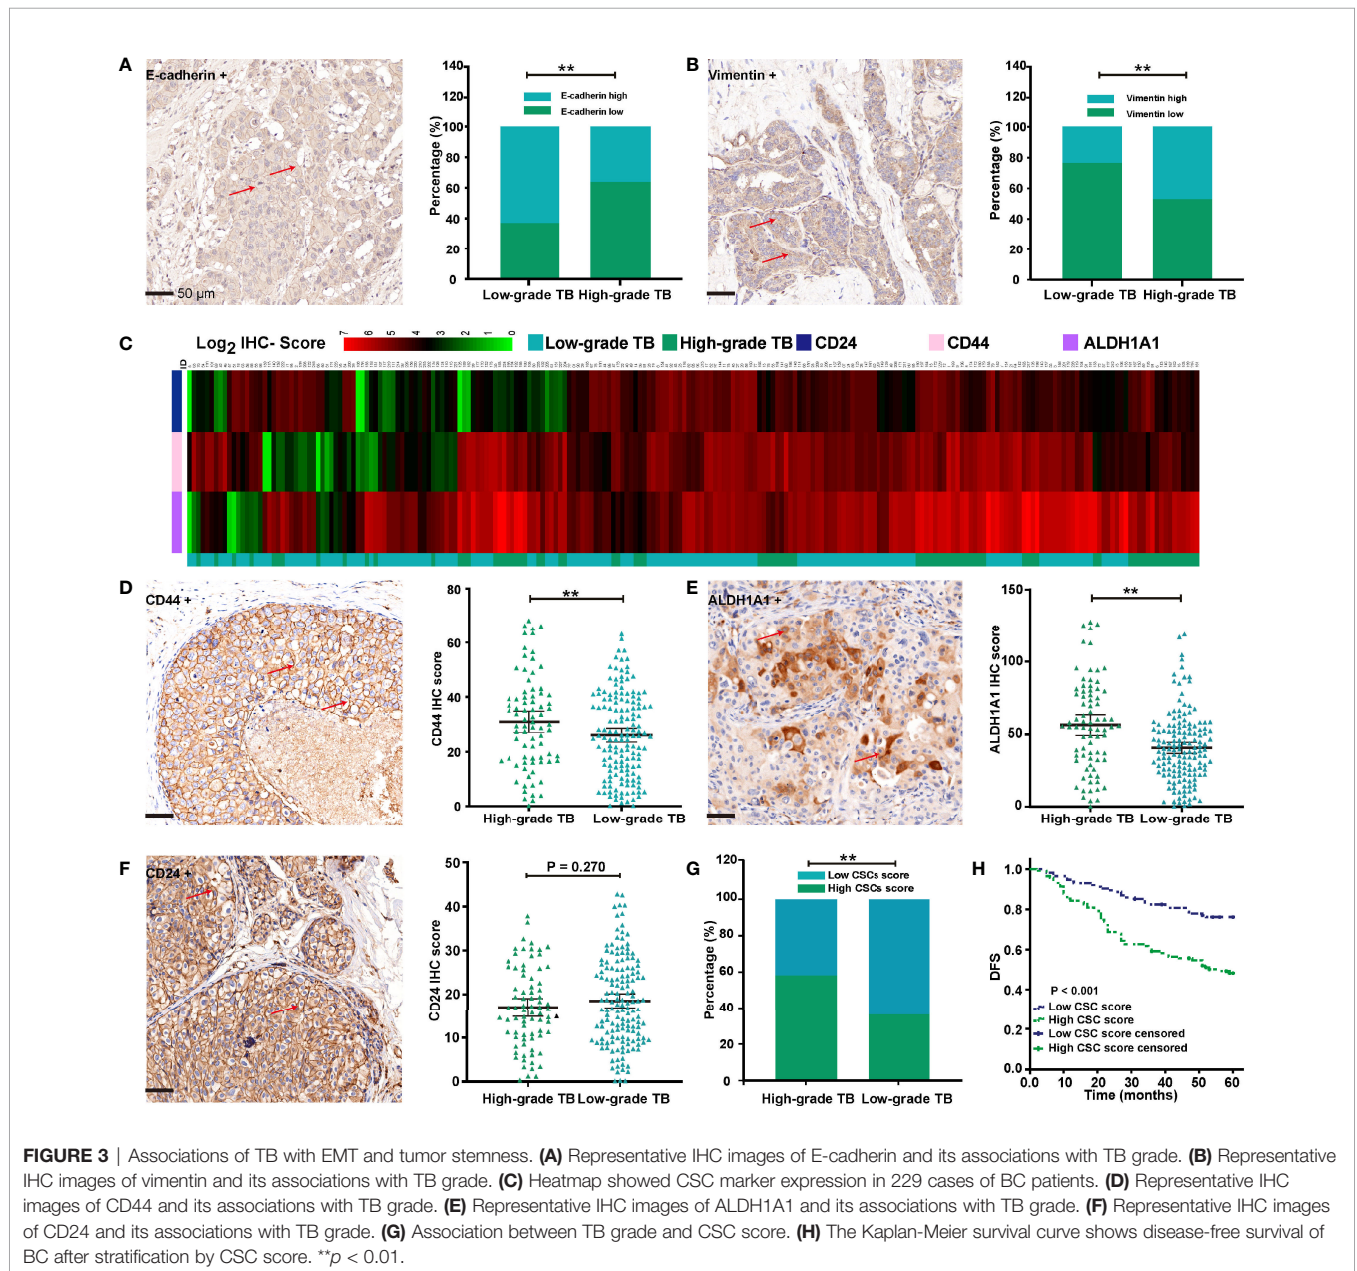 A
E-cadherin +
50 µm
140
120
100
80
60
40
20
0
Percentage (%)
**
E-cadherin high
E-cadherin low
Low-grade TB High-grade TB
B
Vimentin +
140
120
100
80
60
40
20
0
Percentage (%)
**
Vimentin high
Vimentin low
Low-grade TB High-grade TB
C
Log2 IHC- Score
7 6 5 4 3 2 1 0
Low-grade TB High-grade TB CD24 CD44 ALDH1A1
ID
D
CD44 +
80
60
40
20
0
CD44 IHC score
**
High-grade TB Low-grade TB
E
ALDH1A1 +
150
100
50
0
ALDH1A1 IHC score
**
High-grade TB Low-grade TB
F
CD24 +
50
40
30
20
10
0
CD24 IHC score
P = 0.270
High-grade TB Low-grade TB
G
120
100
80
60
40
20
0
Percentage (%)
**
Low CSCs score
High CSCs score
High-grade TB Low-grade TB
H
1.0
0.8
0.6
0.4
0.2
0.0
DFS
P < 0.001
Low CSC score
High CSC score
Low CSC score censored
High CSC score censored
0.0 10 20 30 40 50 60
Time (months)
FIGURE 3 | Associations of TB with EMT and tumor stemness. (A) Representative IHC images of E-cadherin and its associations with TB grade. (B) Representative
IHC images of vimentin and its associations with TB grade. (C) Heatmap showed CSC marker expression in 229 cases of BC patients. (D) Representative IHC
images of CD44 and its associations with TB grade. (E) Representative IHC images of ALDH1A1 and its associations with TB grade. (F) Representative IHC images
of CD24 and its associations with TB grade. (G) Association between TB grade and CSC score. (H) The Kaplan-Meier survival curve shows disease-free survival of
BC after stratification by CSC score. **p < 0.01.